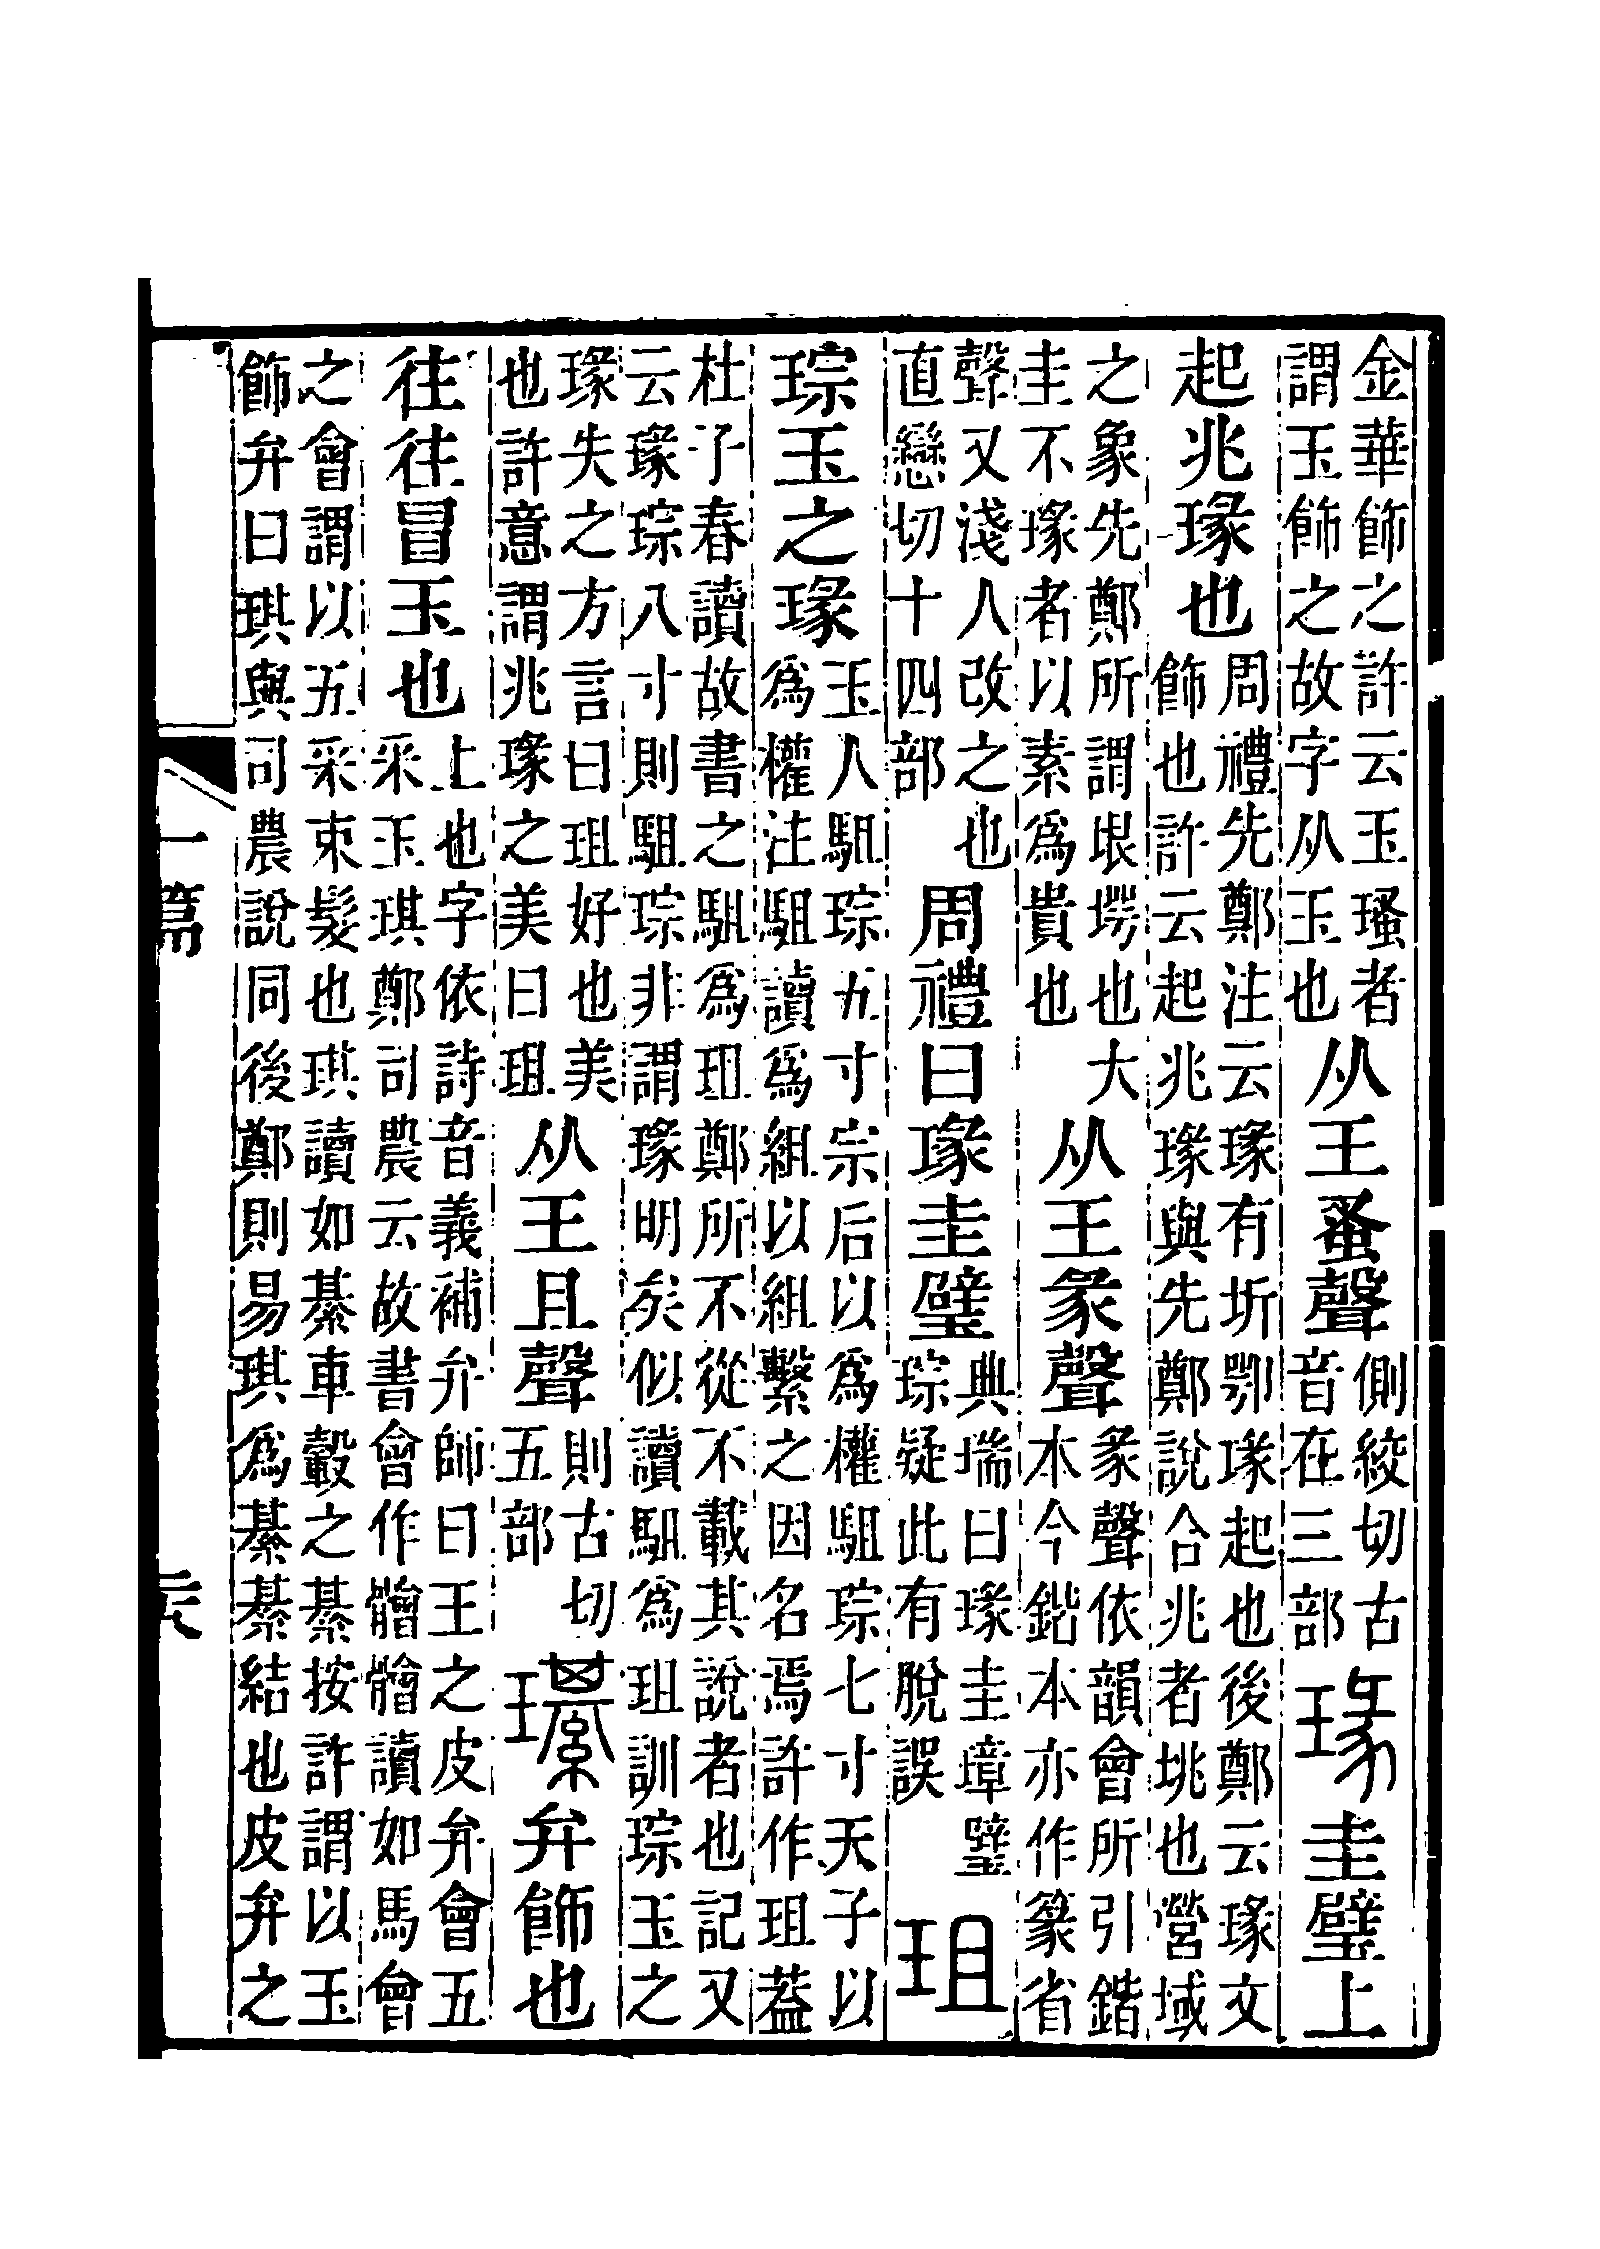 金華飾之許云玉瑵者謂玉飾之故字从玉也从王蚤聲側絞切古音在三部瑑圭璧上
起兆瑑也周禮先鄭注云瑑有圻鄂瑑起也後鄭云瑑文飾也許云起兆瑑與先鄭說合兆者垗也營域
之象先鄭所謂垠堮也大圭不瑑者以素爲貴也从王彖聲彖聲依韻會所引鍇本今鍇本亦作篆省
聲又淺人改之也直戀切十四部周禮曰瑑圭璧典瑞曰瑑圭璋璧琮疑此有脫誤珇
琮玉之瑑玉人駔琮五寸宗后以爲權駔琮七寸天子以爲權注駔讀爲組以組繫之因名焉許作珇葢
杜子春讀故書之駔爲珇鄭所不從不載其說者也記又云瑑琮八寸則駔琮非謂瑑明矣似讀駔爲珇訓琮玉之
瑑失之方言曰珇好也美也許意謂兆瑑之美曰珇从王且聲則古切五部𤪌弁飾也
往往冒玉也上也字依詩音義補弁師曰王之皮弁會五采玉琪鄭司農云故書會作䯤䯤讀如馬會
之會謂以五采束髮也琪讀如綦車轂之綦按許謂以玉飾弁曰琪與司農說同後鄭則易琪爲綦綦結也皮弁之
一篇